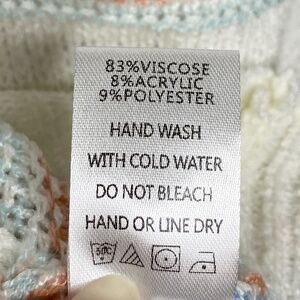 83%VISCOSE
8%ACRYLIC
9%POLYESTER
HAND WASH
WITH COLD WATER
DO NOT BLEACH
HAND OR LINE DRY